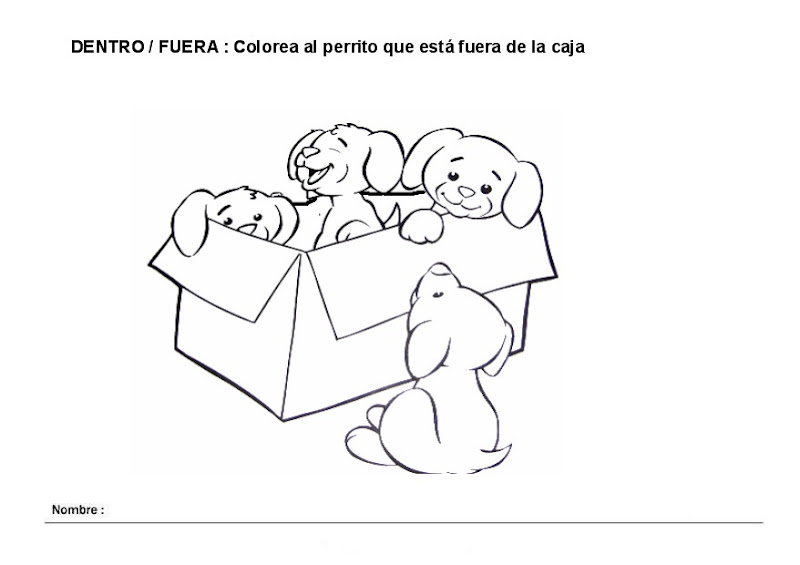 DENTRO / FUERA : Colorea al perrito que está fuera de la caja
Nombre :